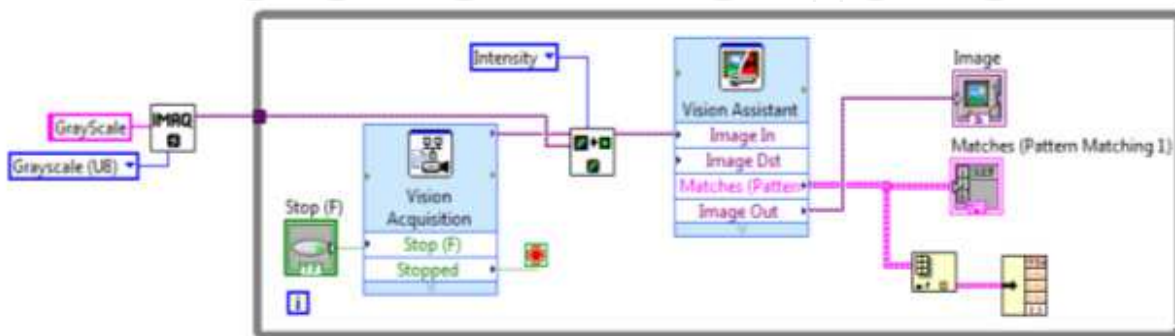 Intensity
Image
GrayScale
IMAQ
Vision Assistant
Image In
Grayscale (U8)
Image Dst
Matches (Pattern Matching 1)
Matches (Pattern
Stop (F)
Vision
Acquisition
Image Out
Stop (F)
Stopped
i